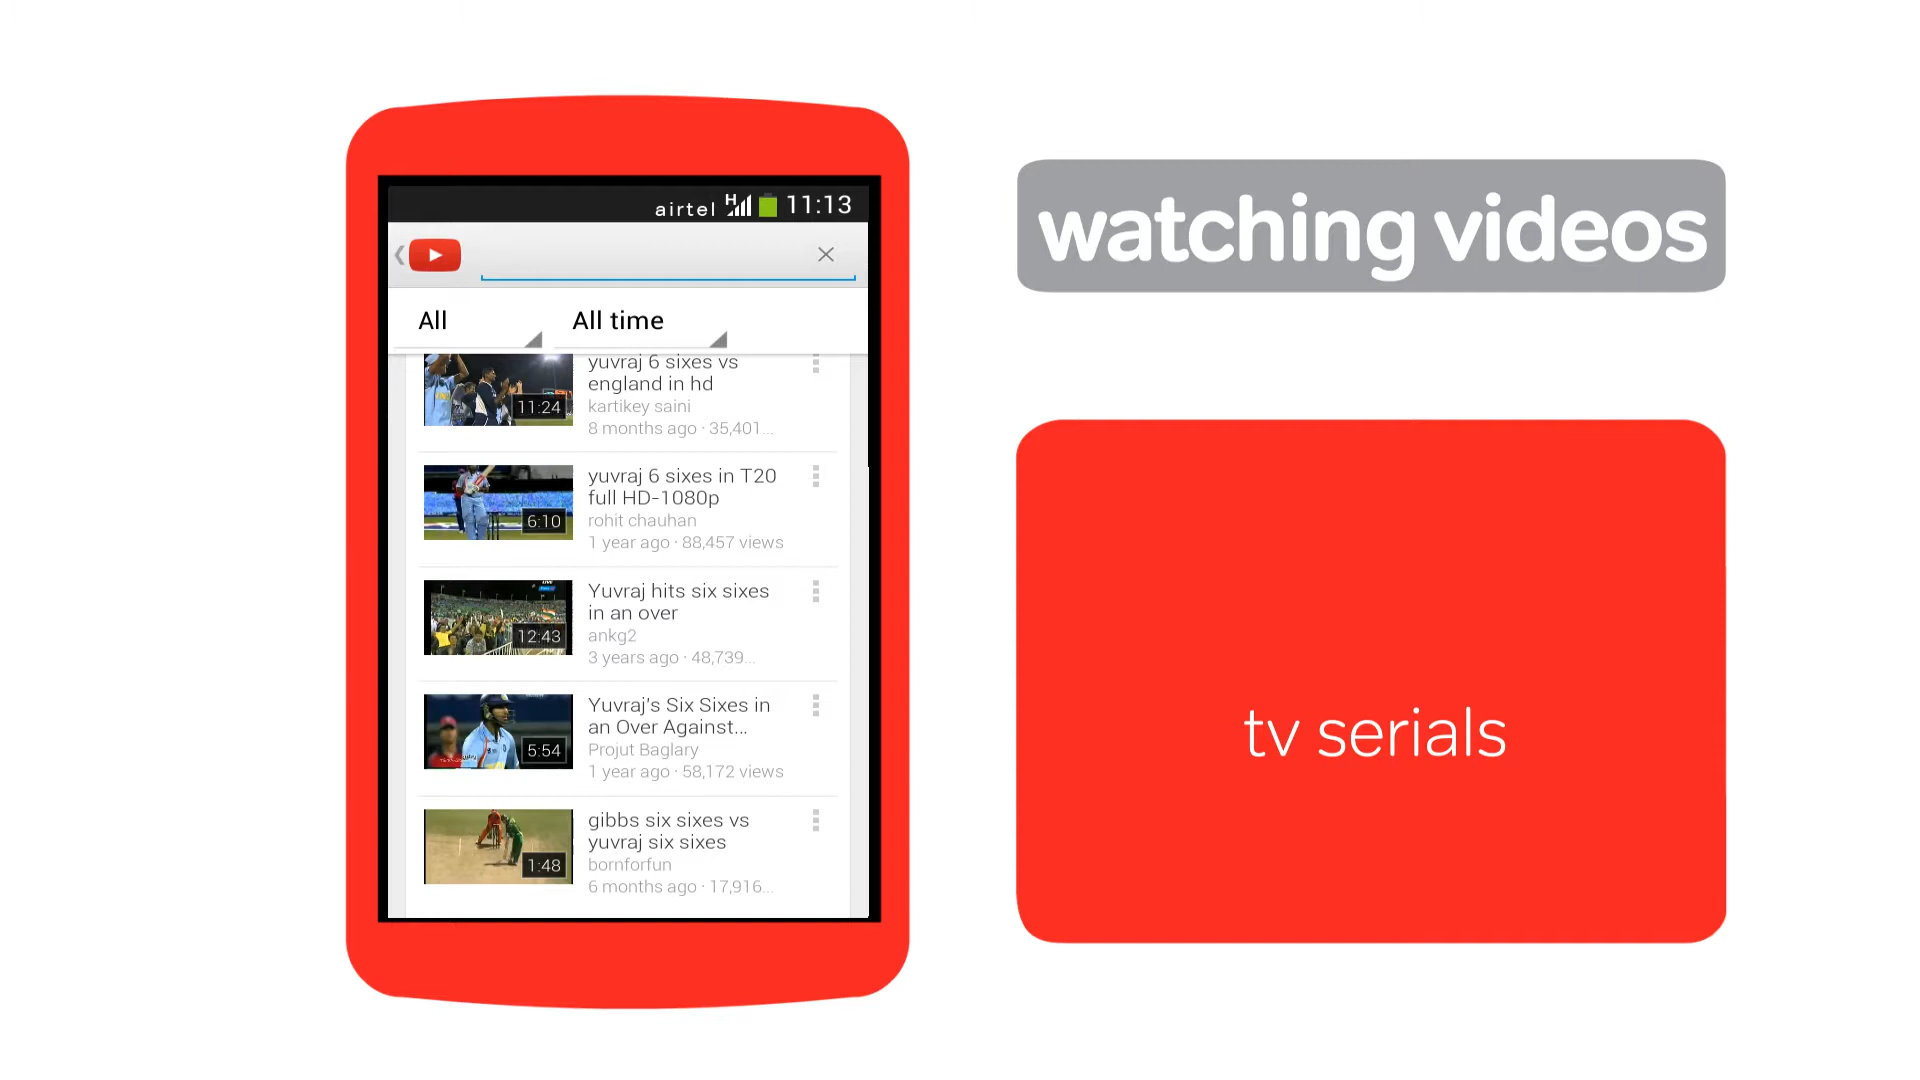 airtel H 11:13
All
All time
yuvraj 6 sixes vs
england in hd
kartikey saini
8 months ago · 35,401...
11:24
yuvraj 6 sixes in T20
full HD-1080p
rohit chauhan
1 year ago · 88,457 views
6:10
Yuvraj hits six sixes
in an over
ankg2
3 years ago · 48,739...
12:43
Yuvraj's Six Sixes in
an Over Against...
Projut Baglary
1 year ago · 58,172 views
5:54
gibbs six sixes vs
yuvraj six sixes
bornforfun
6 months ago · 17,916...
1:48
watching videos
tv serials